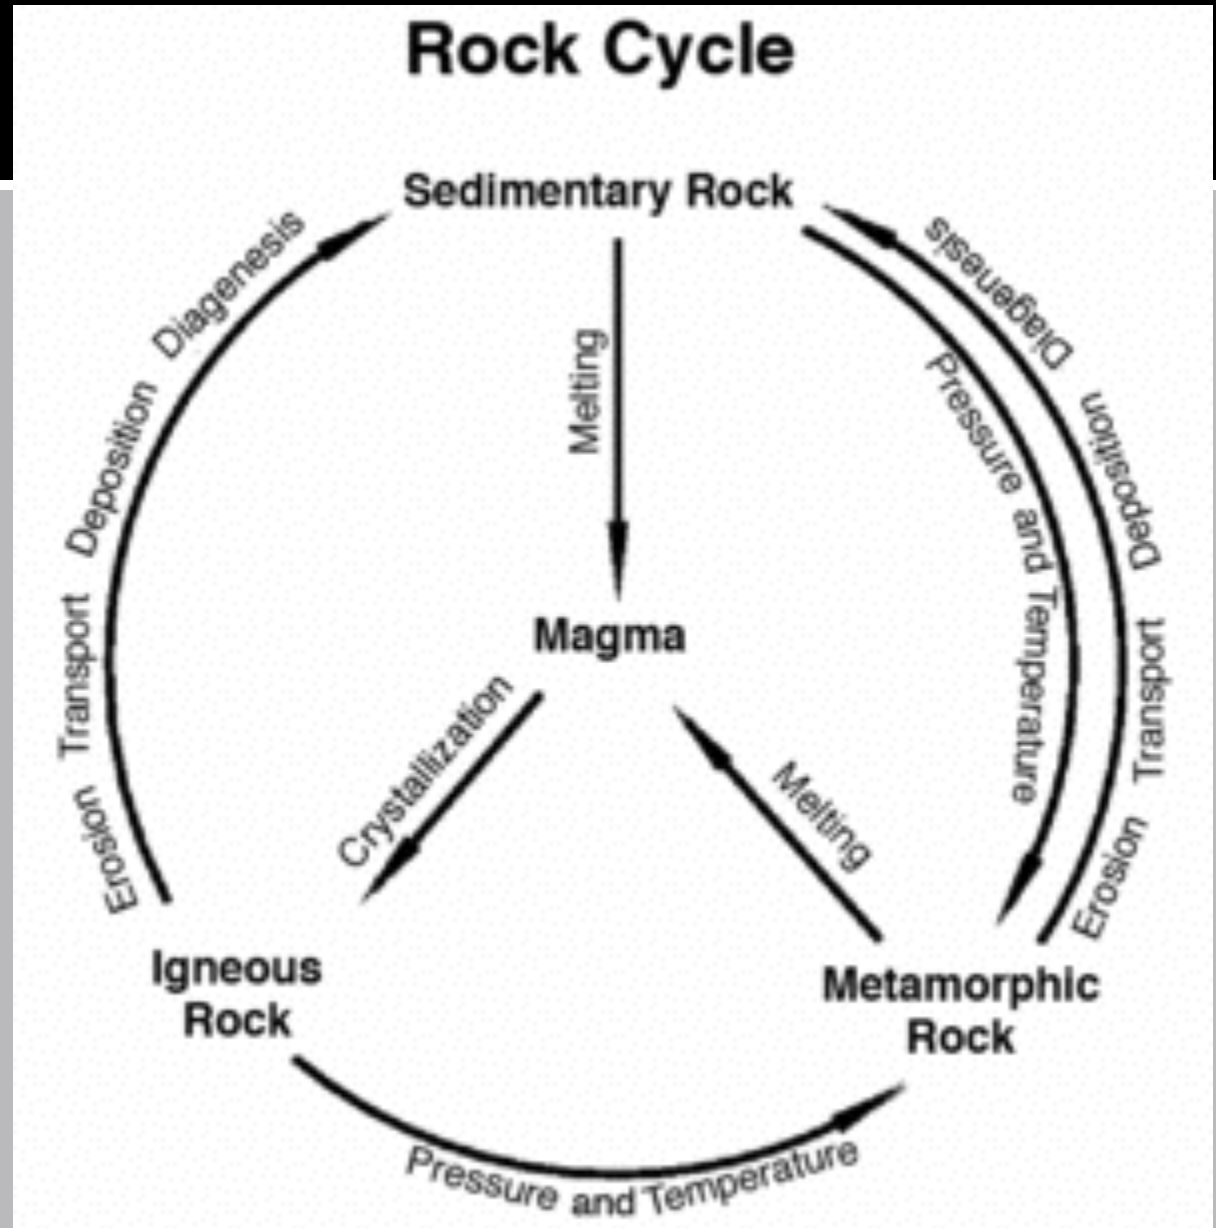 Rock Cycle
Sedimentary Rock
Erosion Transport Deposition Diagenesis
Melting
Erosion Transport Deposition Diagenesis
Pressure and Temperature
Magma
Crystallization
Melting
Igneous
Rock
Metamorphic
Rock
Pressure and Temperature